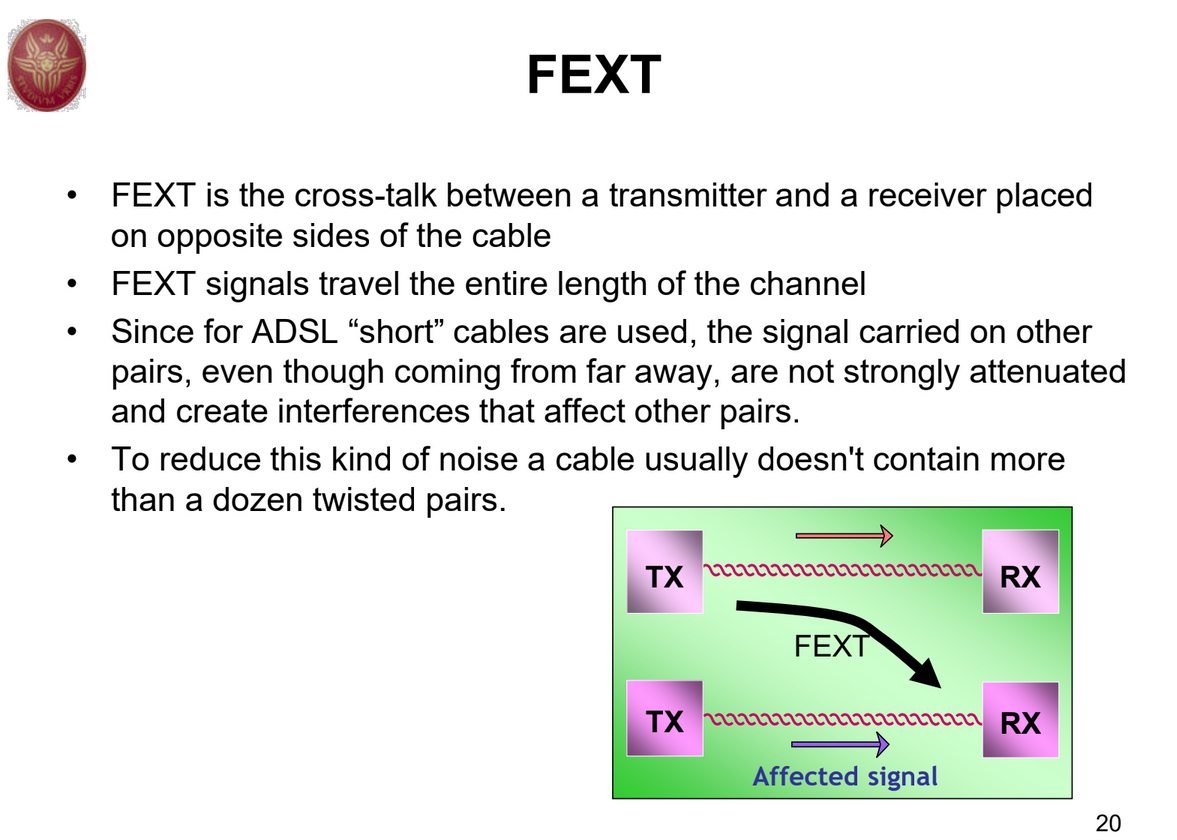 FEXT
• FEXT is the cross-talk between a transmitter and a receiver placed
on opposite sides of the cable
• FEXT signals travel the entire length of the channel
• Since for ADSL “short” cables are used, the signal carried on other
pairs, even though coming from far away, are not strongly attenuated
and create interferences that affect other pairs.
• To reduce this kind of noise a cable usually doesn't contain more
than a dozen twisted pairs.
TX RX
FEXT
TX RX
Affected signal
20